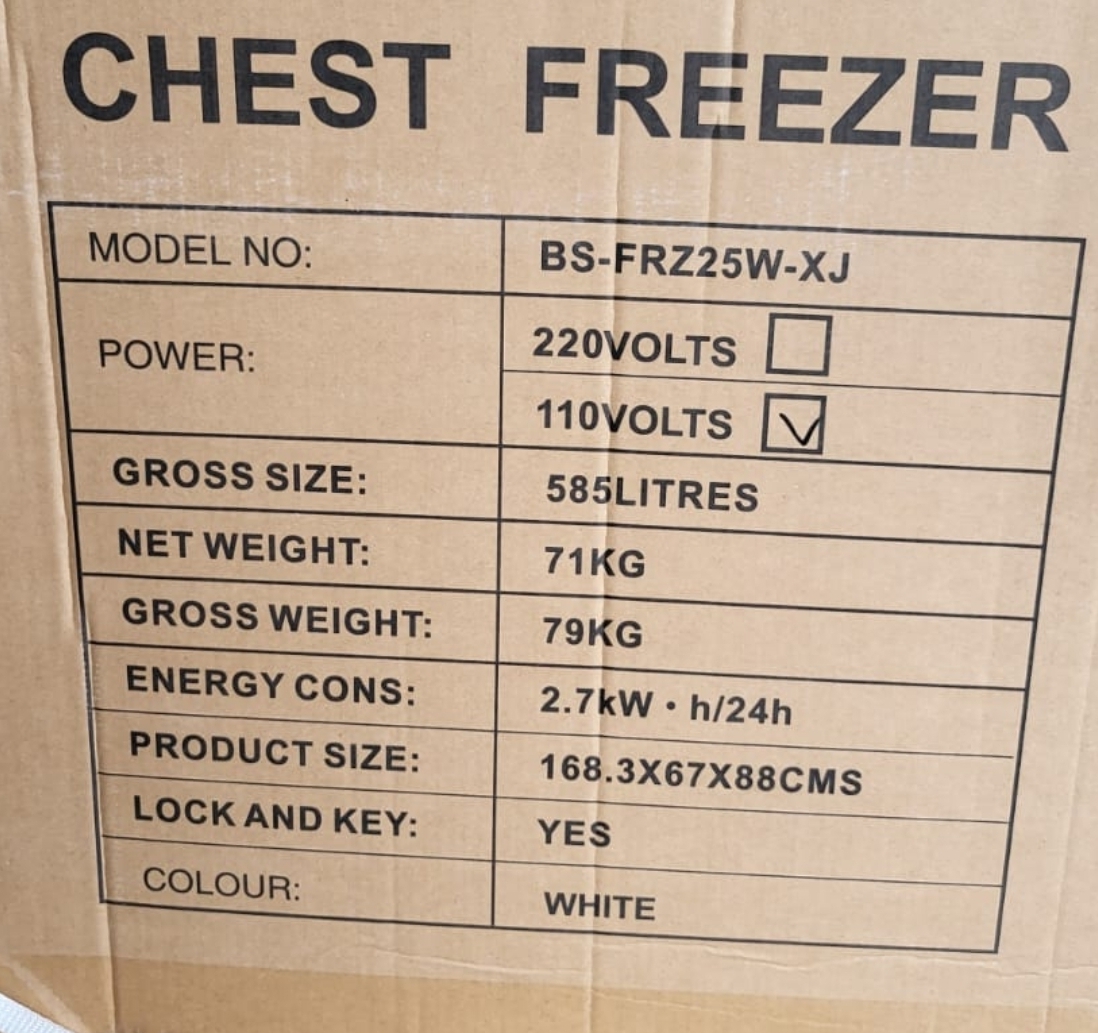 CHEST FREEZER
MODEL NO: BS-FRZ25W-XJ
POWER: 220VOLTS
110VOLTS
GROSS SIZE: 585LITRES
NET WEIGHT: 71KG
GROSS WEIGHT: 79KG
ENERGY CONS: 2.7kW · h/24h
PRODUCT SIZE: 168.3X67X88CMS
LOCK AND KEY: YES
COLOUR: WHITE